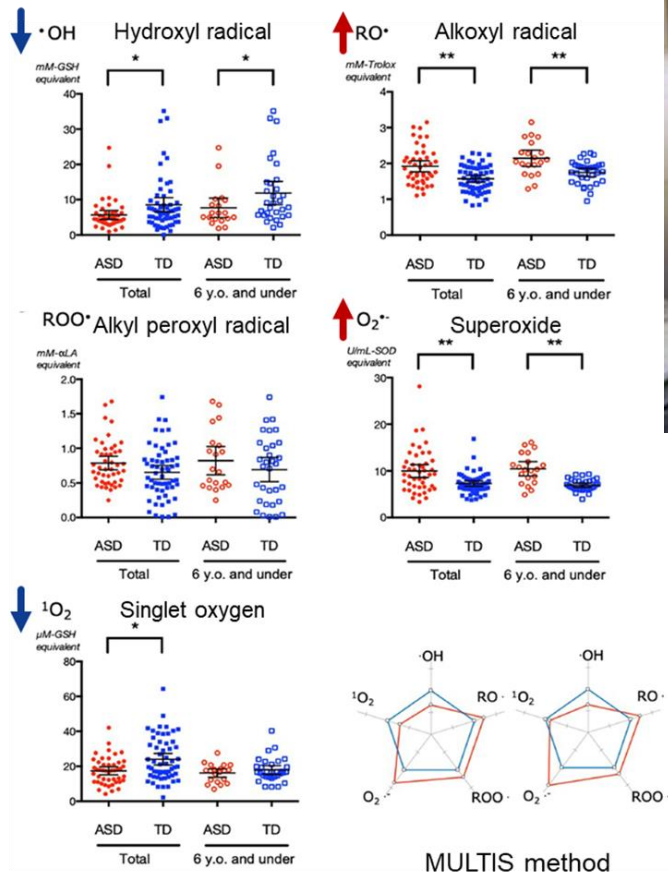 •OH Hydroxyl radical
mM-GSH
equivalent
* *
40
30
20
10
0
ASD TD ASD TD
Total 6 y.o. and under
RO• Alkoxyl radical
mM-Trolox
equivalent
** **
4
3
2
1
0
ASD TD ASD TD
Total 6 y.o. and under
ROO• Alkyl peroxyl radical
mM-αLA
equivalent
2.0
1.5
1.0
0.5
0.0
ASD TD ASD TD
Total 6 y.o. and under
O₂•- Superoxide
U/mL-SOD
equivalent
** **
30
20
10
0
ASD TD ASD TD
Total 6 y.o. and under
¹O₂ Singlet oxygen
μM-GSH
equivalent
*
80
60
40
20
0
ASD TD ASD TD
Total 6 y.o. and under
·OH ·OH
¹O₂ RO· ¹O₂ RO·
O₂·- ROO· O₂·- ROO·
MULTIS method